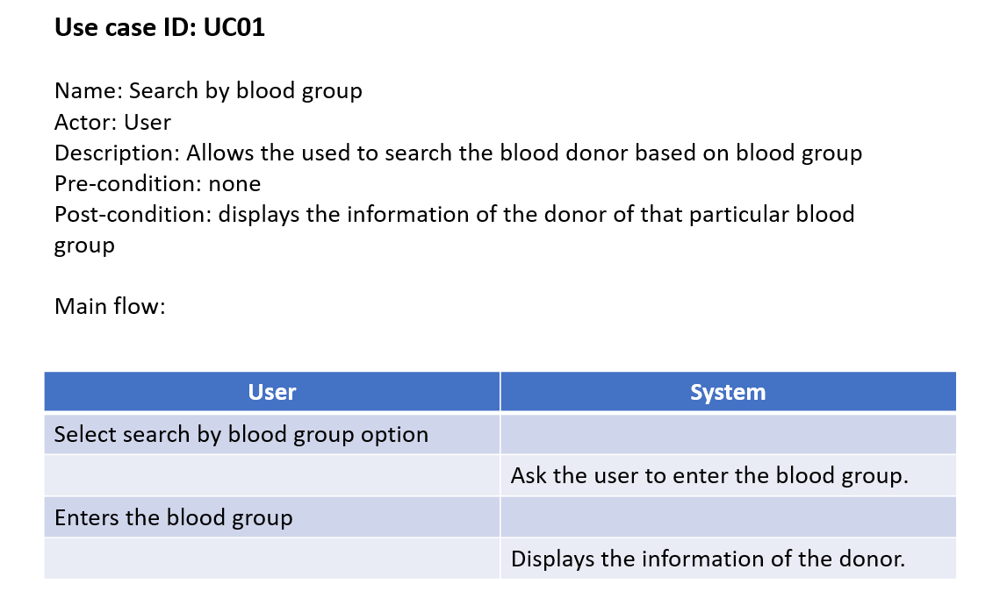 Use case ID: UC01
Name: Search by blood group
Actor: User
Description: Allows the used to search the blood donor based on blood group
Pre-condition: none
Post-condition: displays the information of the donor of that particular blood
group
Main flow:
User System
Select search by blood group option
Ask the user to enter the blood group.
Enters the blood group
Displays the information of the donor.